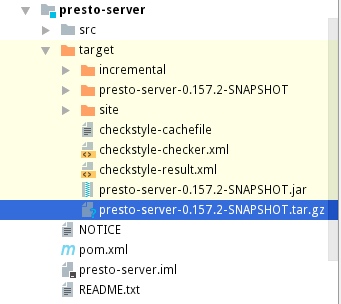 presto-server
src
target
incremental
presto-server-0.157.2-SNAPSHOT
site
checkstyle-cachefile
checkstyle-checker.xml
checkstyle-result.xml
presto-server-0.157.2-SNAPSHOT.jar
presto-server-0.157.2-SNAPSHOT.tar.gz
NOTICE
m pom.xml
presto-server.iml
README.txt